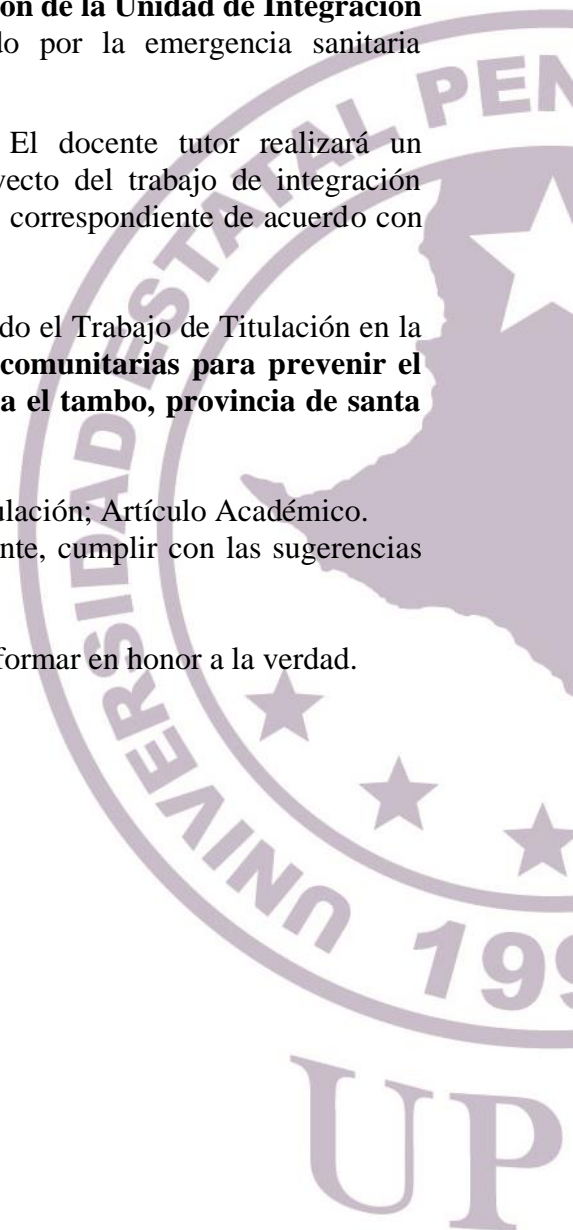 ón de la Unidad de Integración
do por la emergencia sanitaria
El docente tutor realizará un
yecto del trabajo de integración
correspondiente de acuerdo con
do el Trabajo de Titulación en la
comunitarias para prevenir el
a el tambo, provincia de santa
ulación; Artículo Académico.
nte, cumplir con las sugerencias
formar en honor a la verdad.
UNIVERSIDAD ESTATAL PEN
199
UP